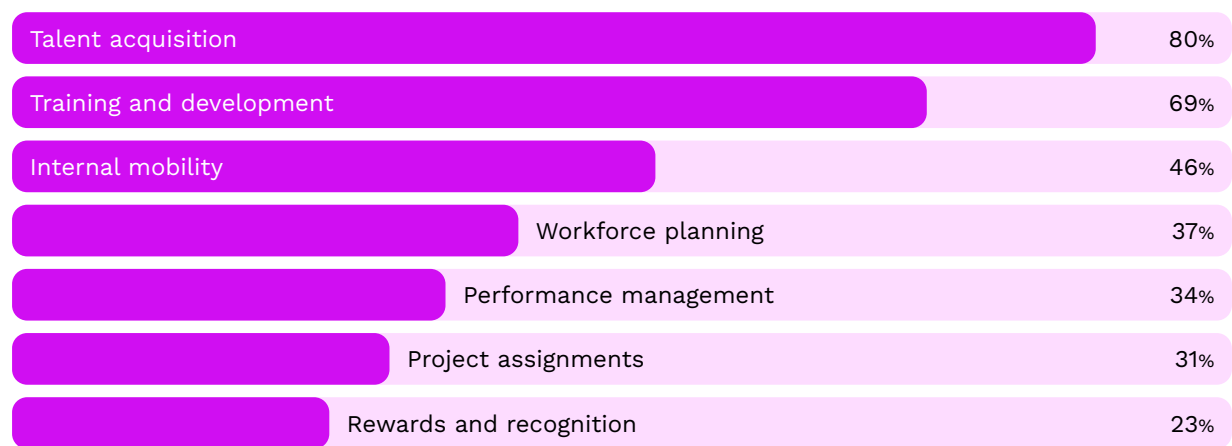 Talent acquisition 80%
Training and development 69%
Internal mobility 46%
Workforce planning 37%
Performance management 34%
Project assignments 31%
Rewards and recognition 23%